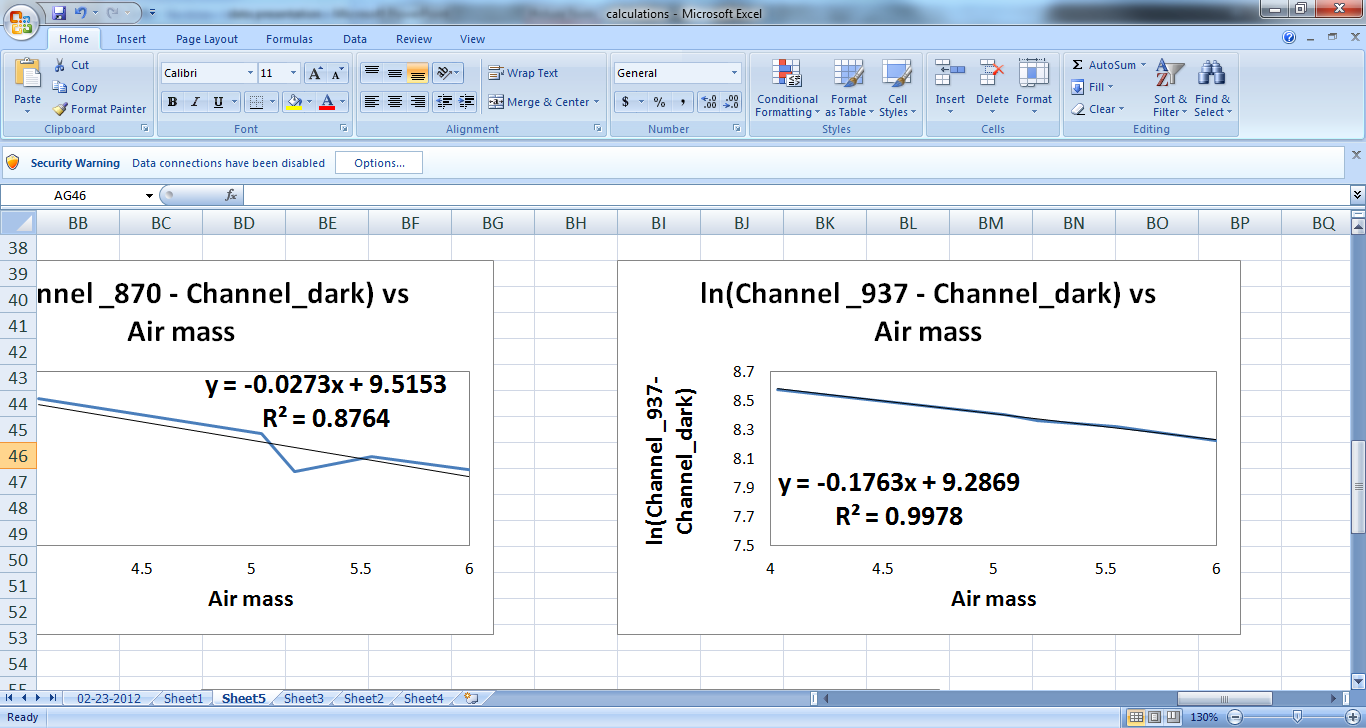 calculations - Microsoft Excel
Home Insert Page Layout Formulas Data Review View
Paste
Cut
Copy
Format Painter
Clipboard
Calibri 11
B I U
Font
Wrap Text
Merge & Center
Alignment
General
$ % ,
Number
Conditional Formatting
Format as Table
Cell Styles
Styles
Insert Delete Format
Cells
AutoSum
Fill
Clear
Sort & Filter
Find & Select
Editing
Security Warning Data connections have been disabled Options...
AG46 fx
BB BC BD BE BF BG BH BI BJ BK BL BM BN BO BP BQ
38
39
40
41
42
43
44
45
46
47
48
49
50
51
52
53
54
55
nnel _870 - Channel_dark) vs
Air mass
y = -0.0273x + 9.5153
R² = 0.8764
4.5 5 5.5 6
Air mass
ln(Channel _937 - Channel_dark) vs
Air mass
ln(Channel _937-
Channel_dark)
8.7
8.5
8.3
8.1
7.9
7.7
7.5
y = -0.1763x + 9.2869
R² = 0.9978
4 4.5 5 5.5 6
Air mass
02-23-2012 Sheet1 Sheet5 Sheet3 Sheet2 Sheet4
Ready 130%